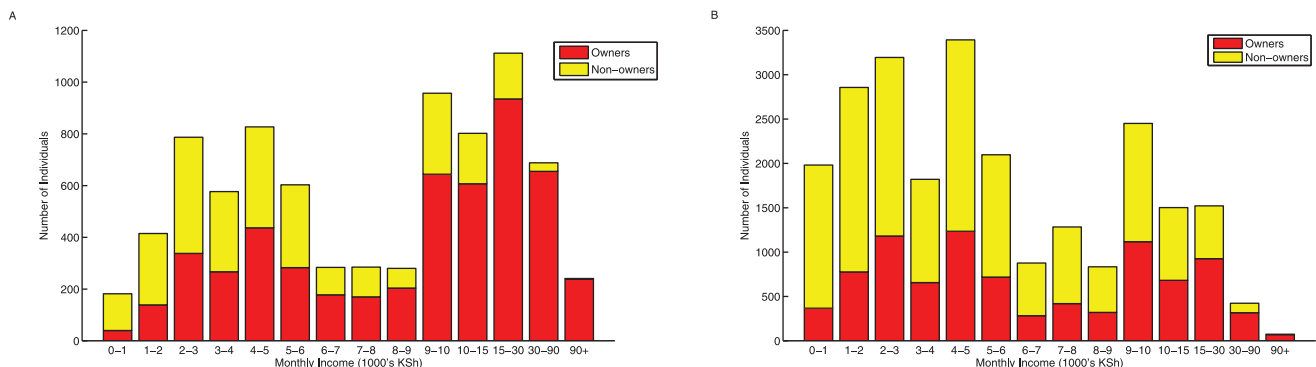 A
1200
1000
800
600
400
200
0
Number of Individuals
Owners
Non-owners
0-1 1-2 2-3 3-4 4-5 5-6 6-7 7-8 8-9 9-10 10-15 15-30 30-90 90+
Monthly Income (1000's KSh)
B
3500
3000
2500
2000
1500
1000
500
0
Number of Individuals
Owners
Non-owners
0-1 1-2 2-3 3-4 4-5 5-6 6-7 7-8 8-9 9-10 10-15 15-30 30-90 90+
Monthly Income (1000's KSh)